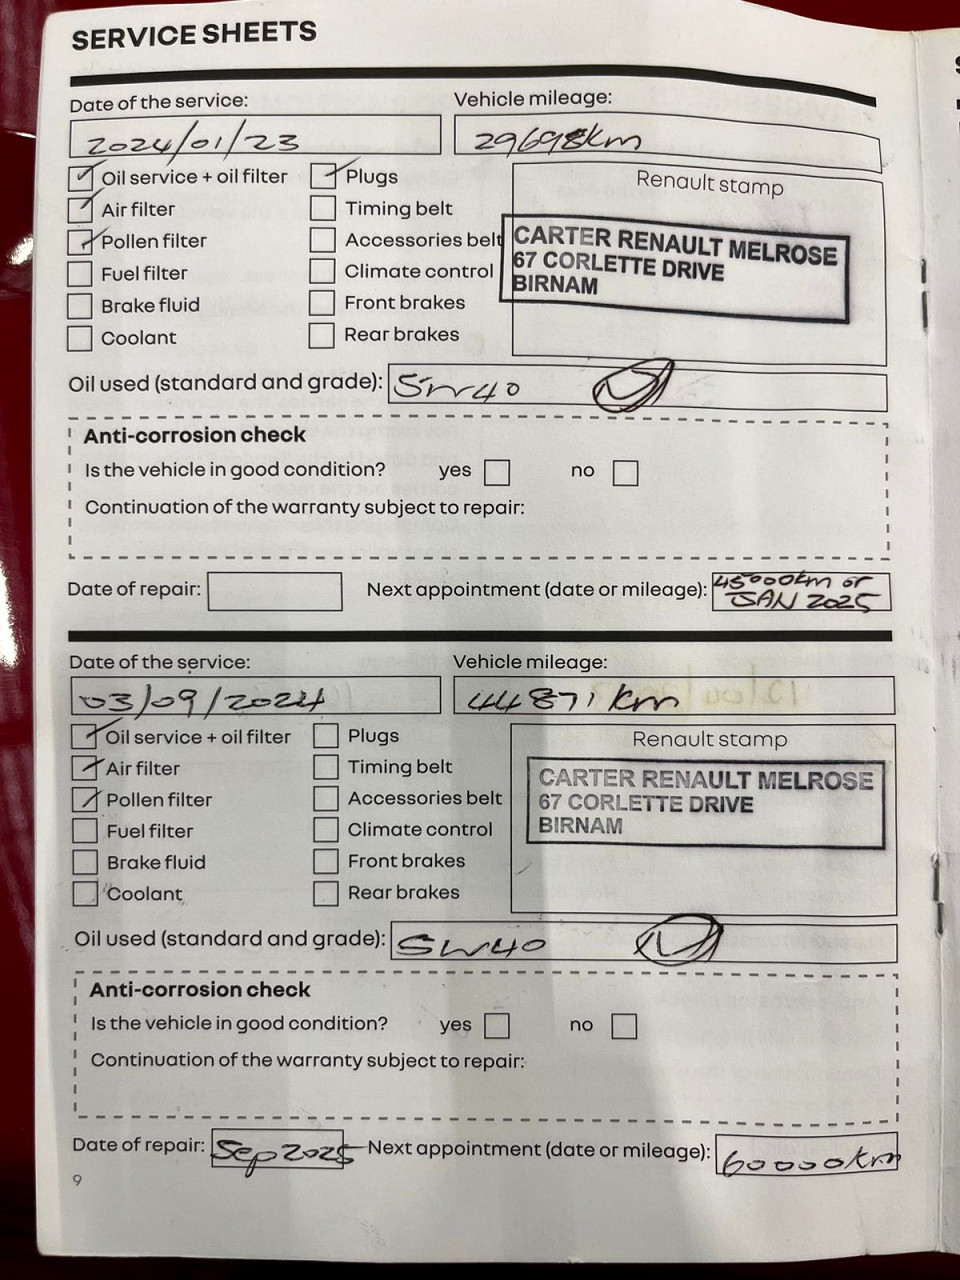 SERVICE SHEETS
Date of the service: Vehicle mileage:
2024/01/23 29698km
Oil service + oil filter Plugs Renault stamp
Air filter Timing belt
Pollen filter Accessories belt CARTER RENAULT MELROSE
Fuel filter Climate control 67 CORLETTE DRIVE
Brake fluid Front brakes BIRNAM
Coolant Rear brakes
Oil used (standard and grade): 5W40
Anti-corrosion check
Is the vehicle in good condition? yes no
Continuation of the warranty subject to repair:
Date of repair: Next appointment (date or mileage): 45000km or
JAN 2025
Date of the service: Vehicle mileage:
03/09/2024 44871 km
Oil service + oil filter Plugs Renault stamp
Air filter Timing belt CARTER RENAULT MELROSE
Pollen filter Accessories belt 67 CORLETTE DRIVE
Fuel filter Climate control BIRNAM
Brake fluid Front brakes
Coolant Rear brakes
Oil used (standard and grade): 5W40
Anti-corrosion check
Is the vehicle in good condition? yes no
Continuation of the warranty subject to repair:
Date of repair: Sep 2025 Next appointment (date or mileage): 60000km
9